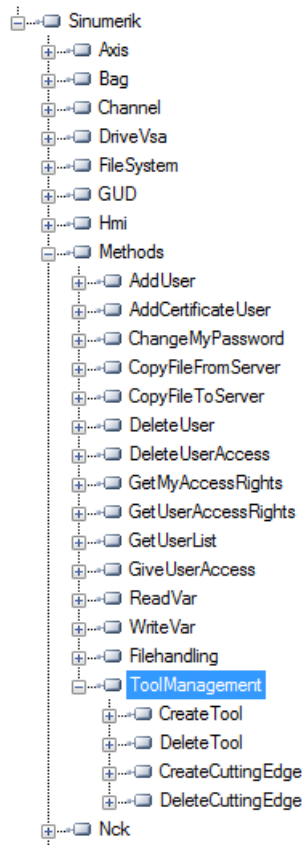 Sinumerik
Axis
Bag
Channel
DriveVsa
FileSystem
GUD
Hmi
Methods
AddUser
AddCertificateUser
ChangeMyPassword
CopyFileFromServer
CopyFileToServer
DeleteUser
DeleteUserAccess
GetMyAccessRights
GetUserAccessRights
GetUserList
GiveUserAccess
ReadVar
WriteVar
Filehandling
ToolManagement
CreateTool
DeleteTool
CreateCuttingEdge
DeleteCuttingEdge
Nck